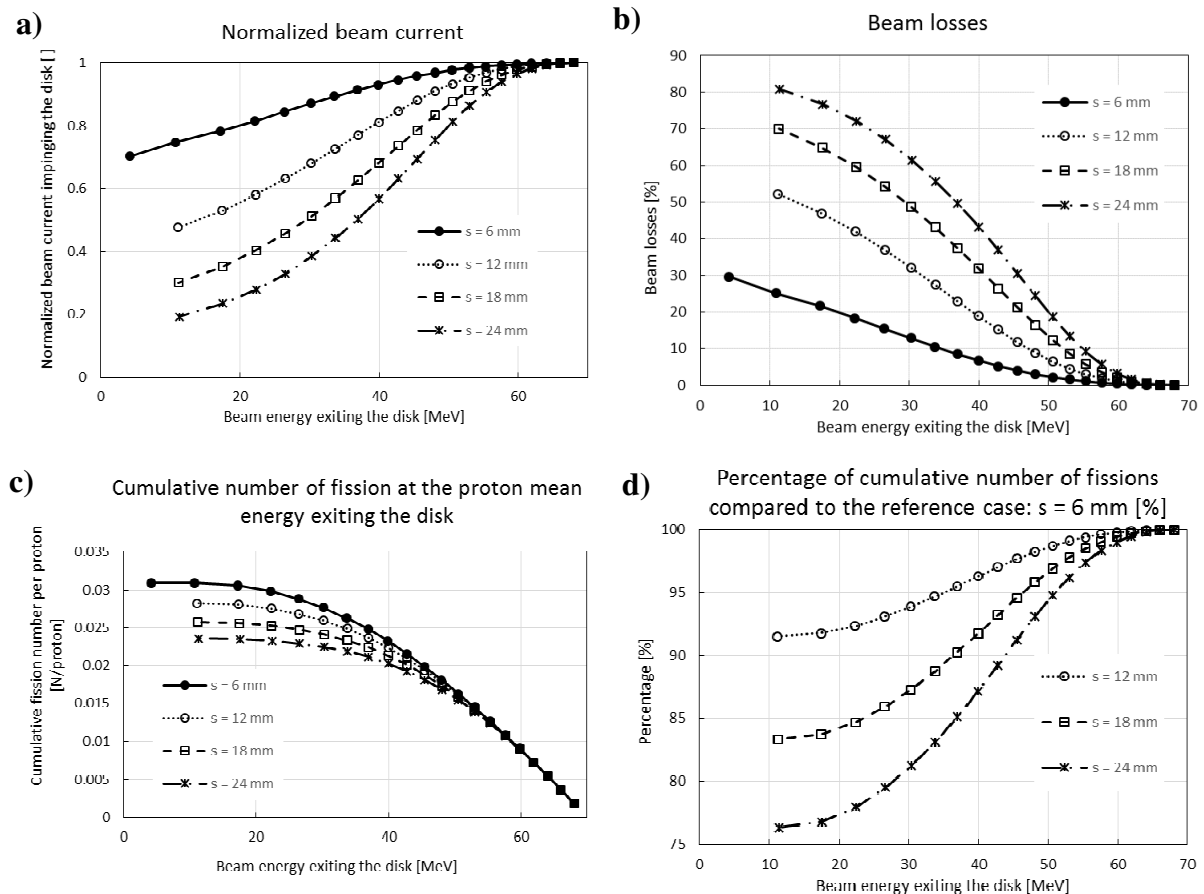 a)
Normalized beam current
Normalized beam current impinging the disk [ ]
1
0.8
0.6
0.4
0.2
0
0
20
40
60
Beam energy exiting the disk [MeV]
s = 6 mm
s = 12 mm
s = 18 mm
s = 24 mm
b)
Beam losses
Beam losses [%]
90
80
70
60
50
40
30
20
10
0
0
10
20
30
40
50
60
70
Beam energy exiting the disk [MeV]
s = 6 mm
s = 12 mm
s = 18 mm
s = 24 mm
c)
Cumulative number of fission at the proton mean
energy exiting the disk
Cumulative fission number per proton
[N/proton]
0.035
0.03
0.025
0.02
0.015
0.01
0.005
0
0
20
40
60
Beam energy exiting the disk [MeV]
s = 6 mm
s = 12 mm
s = 18 mm
s = 24 mm
d)
Percentage of cumulative number of fissions
compared to the reference case: s = 6 mm [%]
Percentage [%]
100
95
90
85
80
75
0
10
20
30
40
50
60
70
Beam energy exiting the disk [MeV]
s = 12 mm
s = 18 mm
s = 24 mm